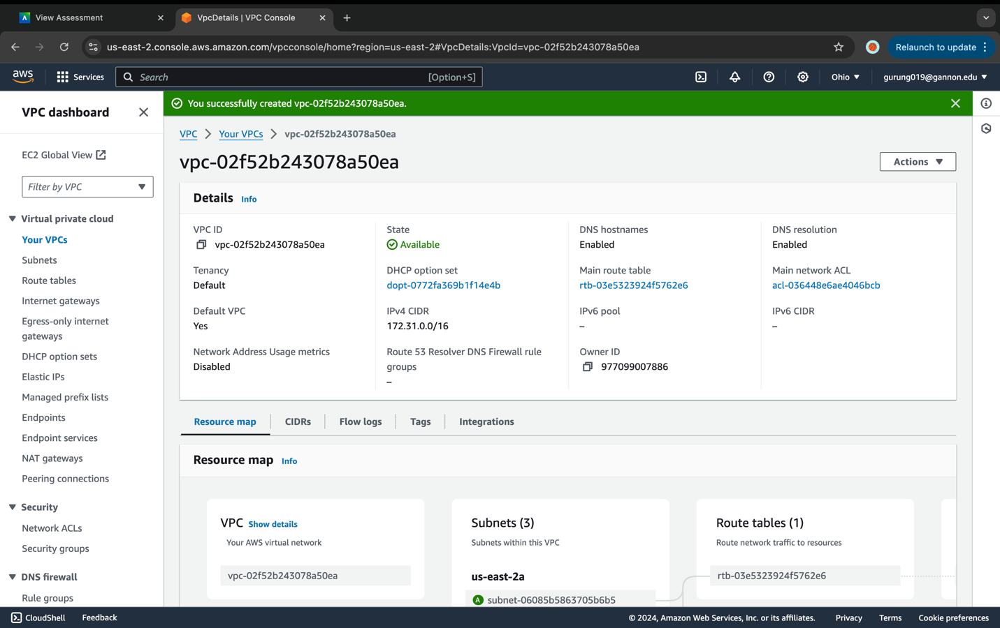 View Assessment
VpcDetails | VPC Console
us-east-2.console.aws.amazon.com/vpcconsole/home?region=us-east-2#VpcDetails:VpcId=vpc-02f52b243078a50ea
Relaunch to update
aws
Services
Search
[Option+S]
Ohio
gurung019@gannon.edu
VPC dashboard
EC2 Global View
Filter by VPC
Virtual private cloud
Your VPCs
Subnets
Route tables
Internet gateways
Egress-only internet
gateways
DHCP option sets
Elastic IPs
Managed prefix lists
Endpoints
Endpoint services
NAT gateways
Peering connections
Security
Network ACLs
Security groups
DNS firewall
Rule groups
You successfully created vpc-02f52b243078a50ea.
VPC
Your VPCs
vpc-02f52b243078a50ea
vpc-02f52b243078a50ea
Actions
Details Info
VPC ID
vpc-02f52b243078a50ea
State
Available
DNS hostnames
Enabled
DNS resolution
Enabled
Tenancy
Default
DHCP option set
dopt-0772fa369b1f14e4b
Main route table
rtb-03e5323924f5762e6
Main network ACL
acl-036448e6ae4046bcb
Default VPC
Yes
IPv4 CIDR
172.31.0.0/16
IPv6 pool
–
IPv6 CIDR
–
Network Address Usage metrics
Disabled
Route 53 Resolver DNS Firewall rule
groups
–
Owner ID
977099007886
Resource map
CIDRs
Flow logs
Tags
Integrations
Resource map Info
VPC Show details
Your AWS virtual network
vpc-02f52b243078a50ea
Subnets (3)
Subnets within this VPC
us-east-2a
A subnet-06085b5863705b6b5
Route tables (1)
Route network traffic to resources
rtb-03e5323924f5762e6
CloudShell
Feedback
© 2024, Amazon Web Services, Inc. or its affiliates.
Privacy
Terms
Cookie preferences